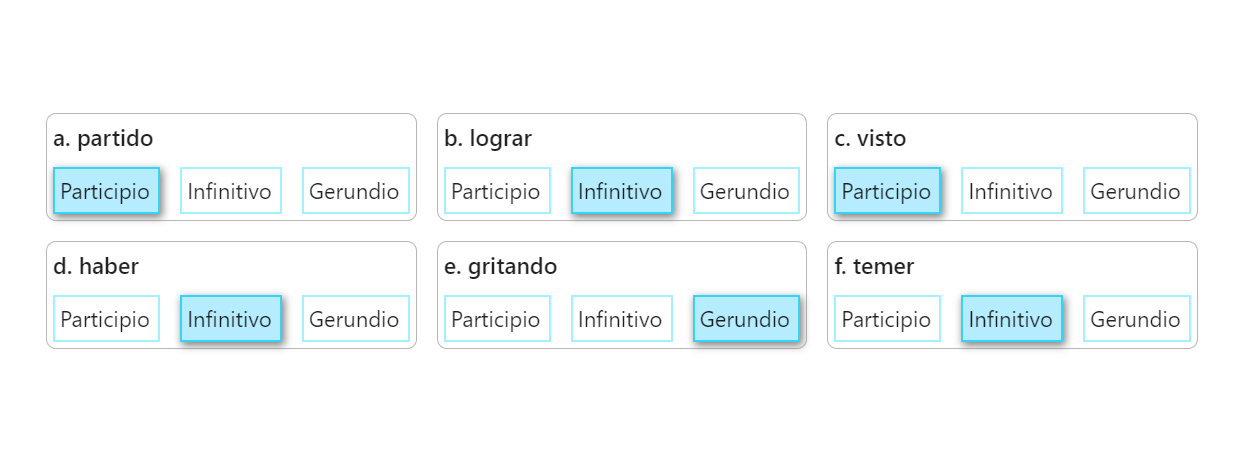 a. partido
Participio Infinitivo Gerundio
b. lograr
Participio Infinitivo Gerundio
c. visto
Participio Infinitivo Gerundio
d. haber
Participio Infinitivo Gerundio
e. gritando
Participio Infinitivo Gerundio
f. temer
Participio Infinitivo Gerundio